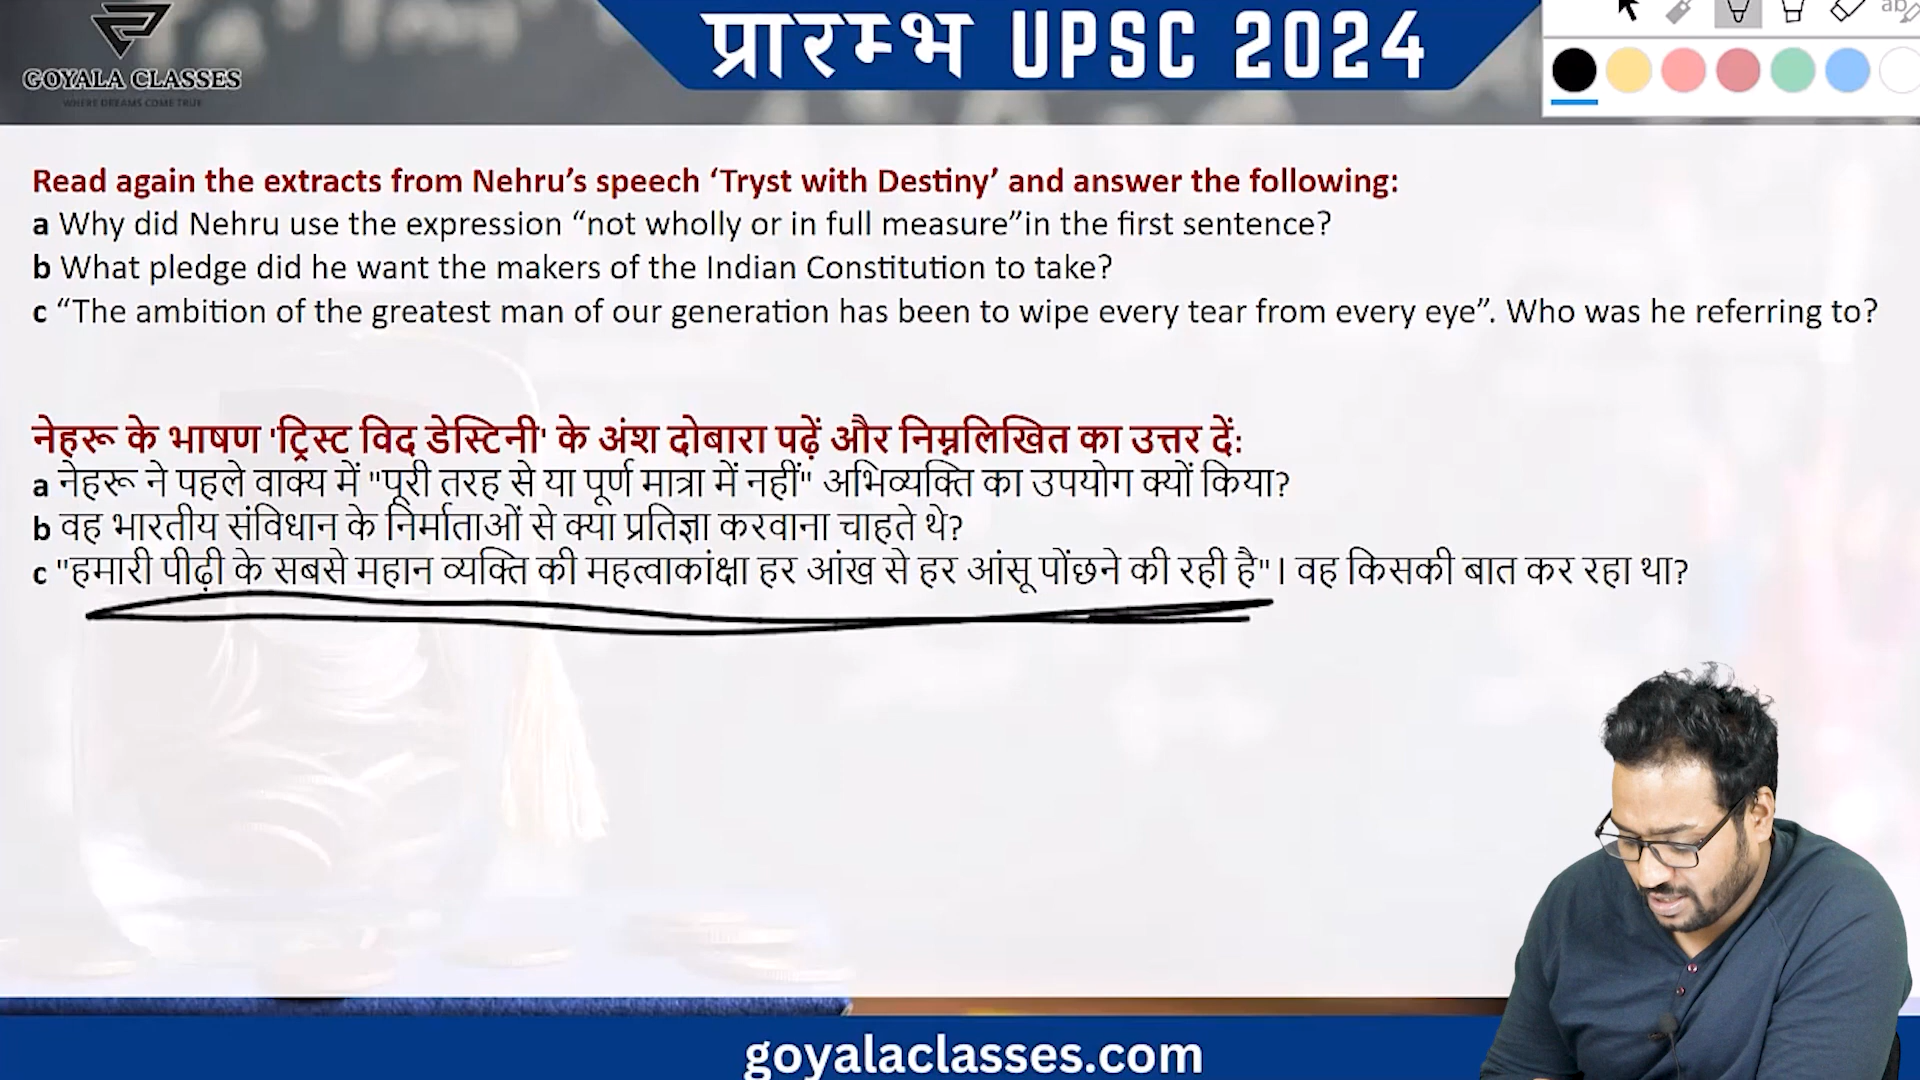 GOYALA CLASSES
WHERE DREAMS COME TRUE
प्रारम्भ UPSC 2024
Read again the extracts from Nehru’s speech ‘Tryst with Destiny’ and answer the following:
a Why did Nehru use the expression “not wholly or in full measure”in the first sentence?
b What pledge did he want the makers of the Indian Constitution to take?
c “The ambition of the greatest man of our generation has been to wipe every tear from every eye”. Who was he referring to?
नेहरू के भाषण 'ट्रिस्ट विद डेस्टिनी' के अंश दोबारा पढ़ें और निम्नलिखित का उत्तर दें:
a नेहरू ने पहले वाक्य में "पूरी तरह से या पूर्ण मात्रा में नहीं" अभिव्यक्ति का उपयोग क्यों किया?
b वह भारतीय संविधान के निर्माताओं से क्या प्रतिज्ञा करवाना चाहते थे?
c "हमारी पीढ़ी के सबसे महान व्यक्ति की महत्वाकांक्षा हर आंख से हर आंसू पोंछने की रही है" । वह किसकी बात कर रहा था?
goyalaclasses.com